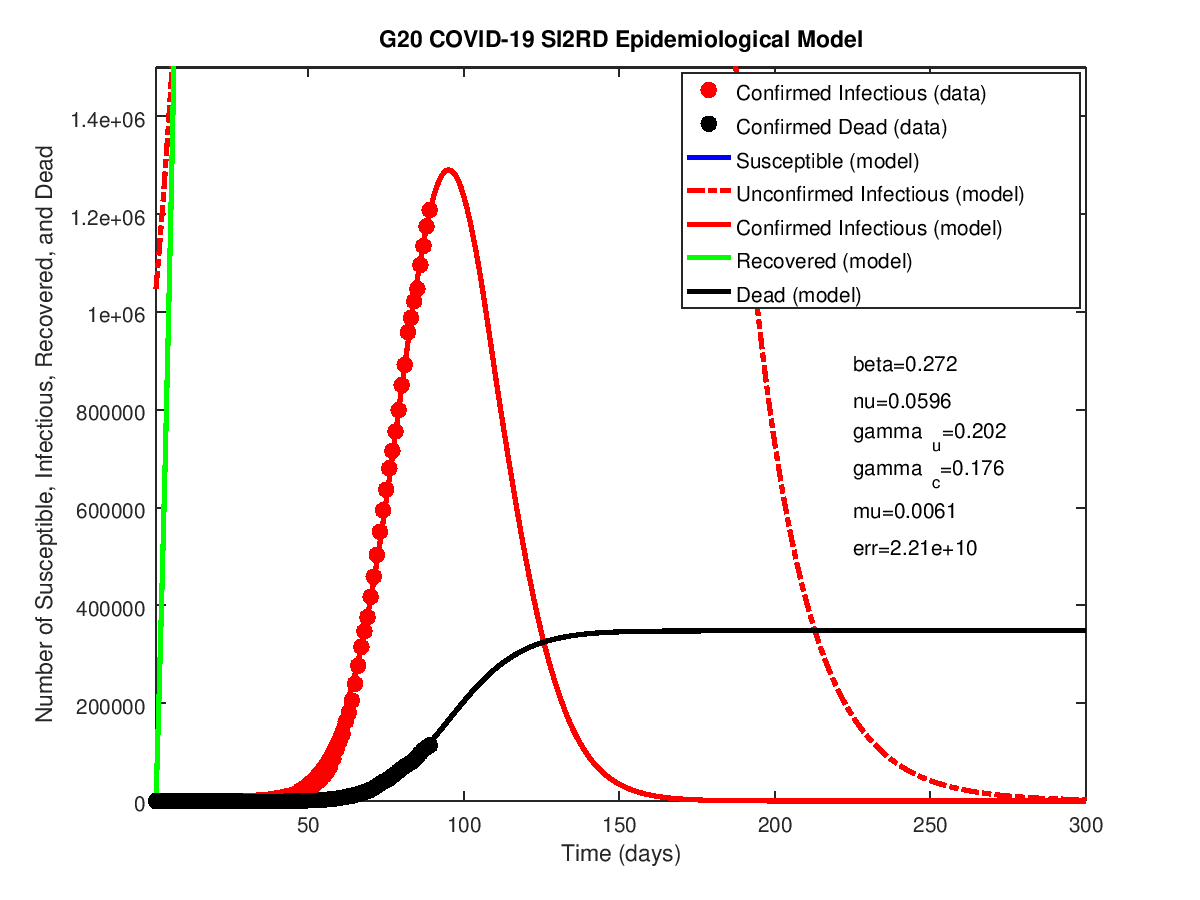 G20 COVID-19 SI2RD Epidemiological Model
Number of Susceptible, Infectious, Recovered, and Dead
1.4e+06
1.2e+06
1e+06
800000
600000
400000
200000
0
Confirmed Infectious (data)
Confirmed Dead (data)
Susceptible (model)
Unconfirmed Infectious (model)
Confirmed Infectious (model)
Recovered (model)
Dead (model)
beta=0.272
nu=0.0596
gamma u=0.202
gamma c=0.176
mu=0.0061
err=2.21e+10
50 100 150 200 250 300
Time (days)